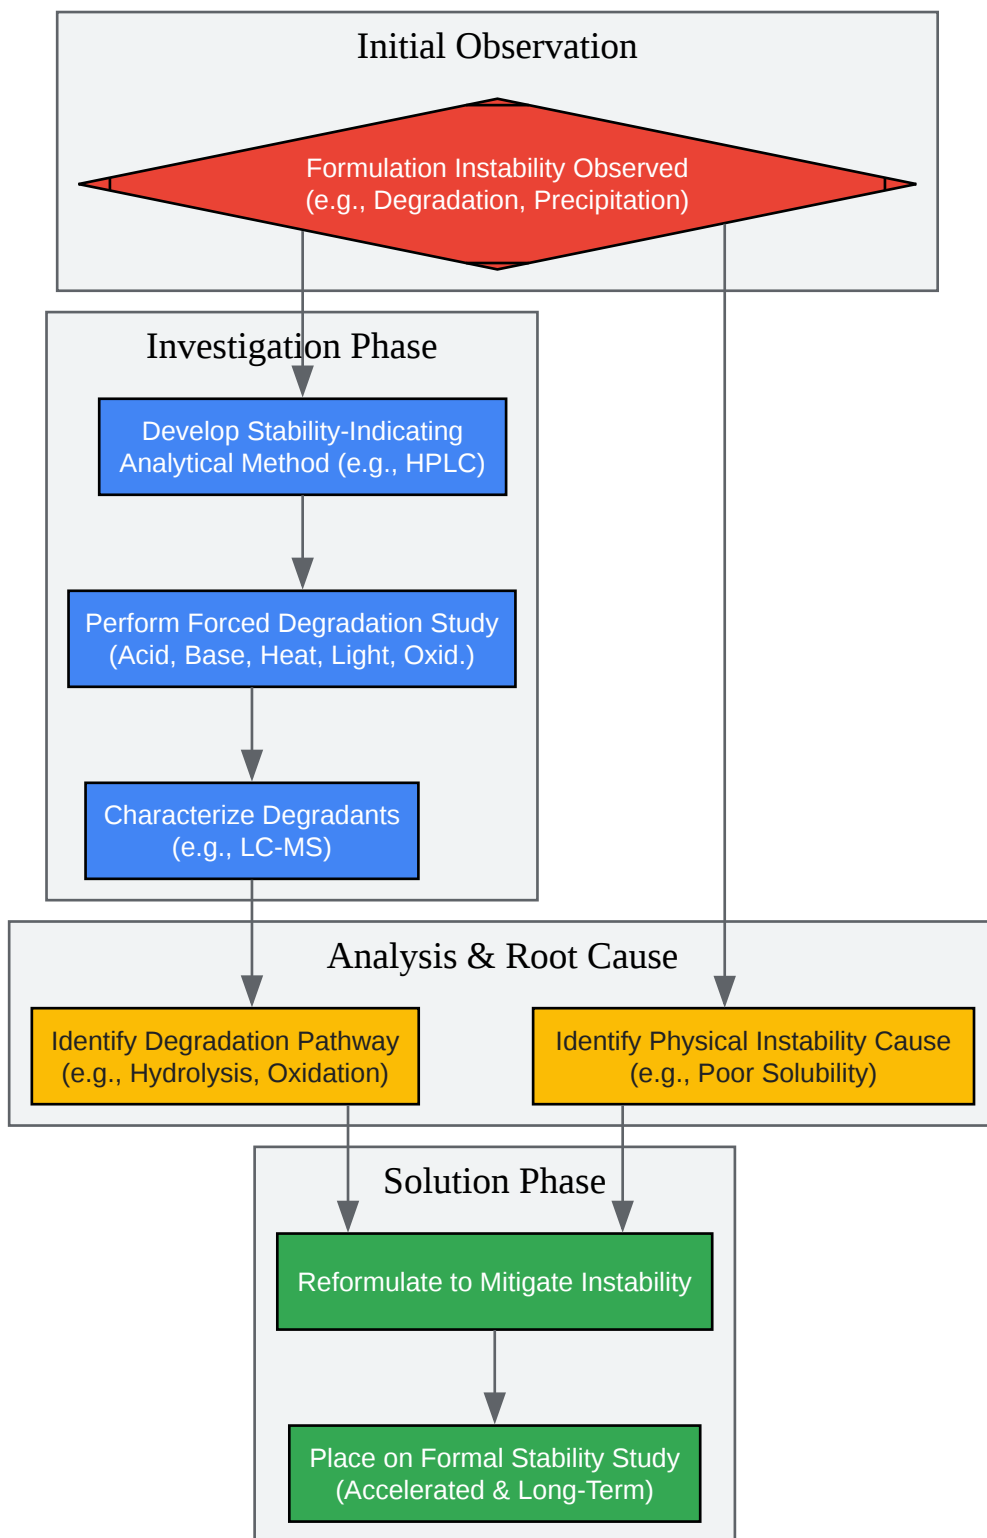 Initial Observation
Formulation Instability Observed
(e.g., Degradation, Precipitation)
Investigation Phase
Develop Stability-Indicating
Analytical Method (e.g., HPLC)
Perform Forced Degradation Study
(Acid, Base, Heat, Light, Oxid.)
Characterize Degradants
(e.g., LC-MS)
Analysis & Root Cause
Identify Degradation Pathway
(e.g., Hydrolysis, Oxidation)
Identify Physical Instability Cause
(e.g., Poor Solubility)
Solution Phase
Reformulate to Mitigate Instability
Place on Formal Stability Study
(Accelerated & Long-Term)